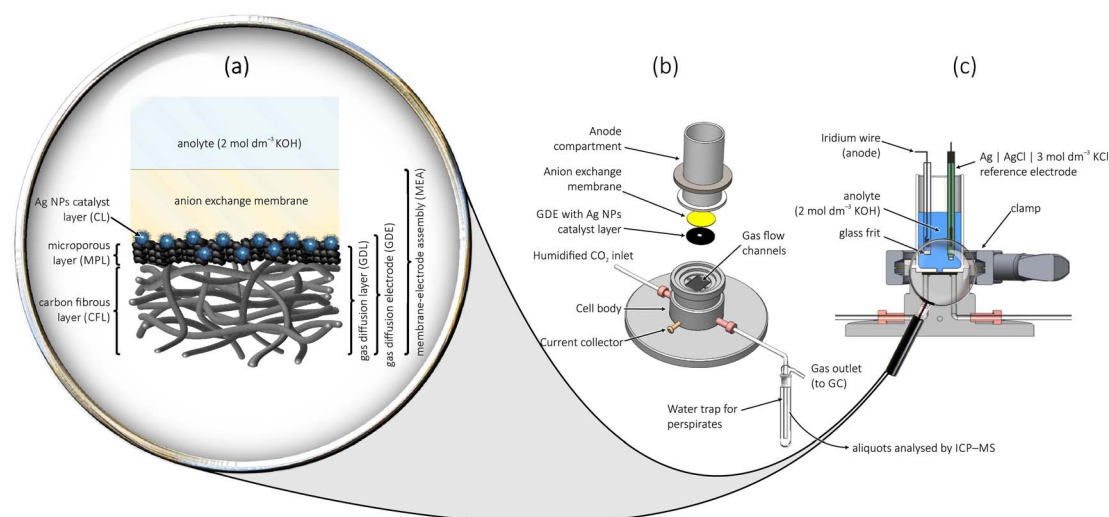 (a)
anolyte (2 mol dm⁻³ KOH)
anion exchange membrane
Ag NPs catalyst
layer (CL)
microporous
layer (MPL)
carbon fibrous
layer (CFL)
gas diffusion layer (GDL)
gas diffusion electrode (GDE)
membrane-electrode assembly (MEA)
(b)
Anode
compartment
Anion exchange
membrane
GDE with Ag NPs
catalyst layer
Gas flow
channels
Humidified CO₂ inlet
Cell body
Current collector
Gas outlet
(to GC)
Water trap for
perspirates
aliquots analysed by ICP–MS
(c)
Iridium wire
(anode)
Ag | AgCl | 3 mol dm⁻³ KCl
reference electrode
anolyte
(2 mol dm⁻³ KOH)
clamp
glass frit